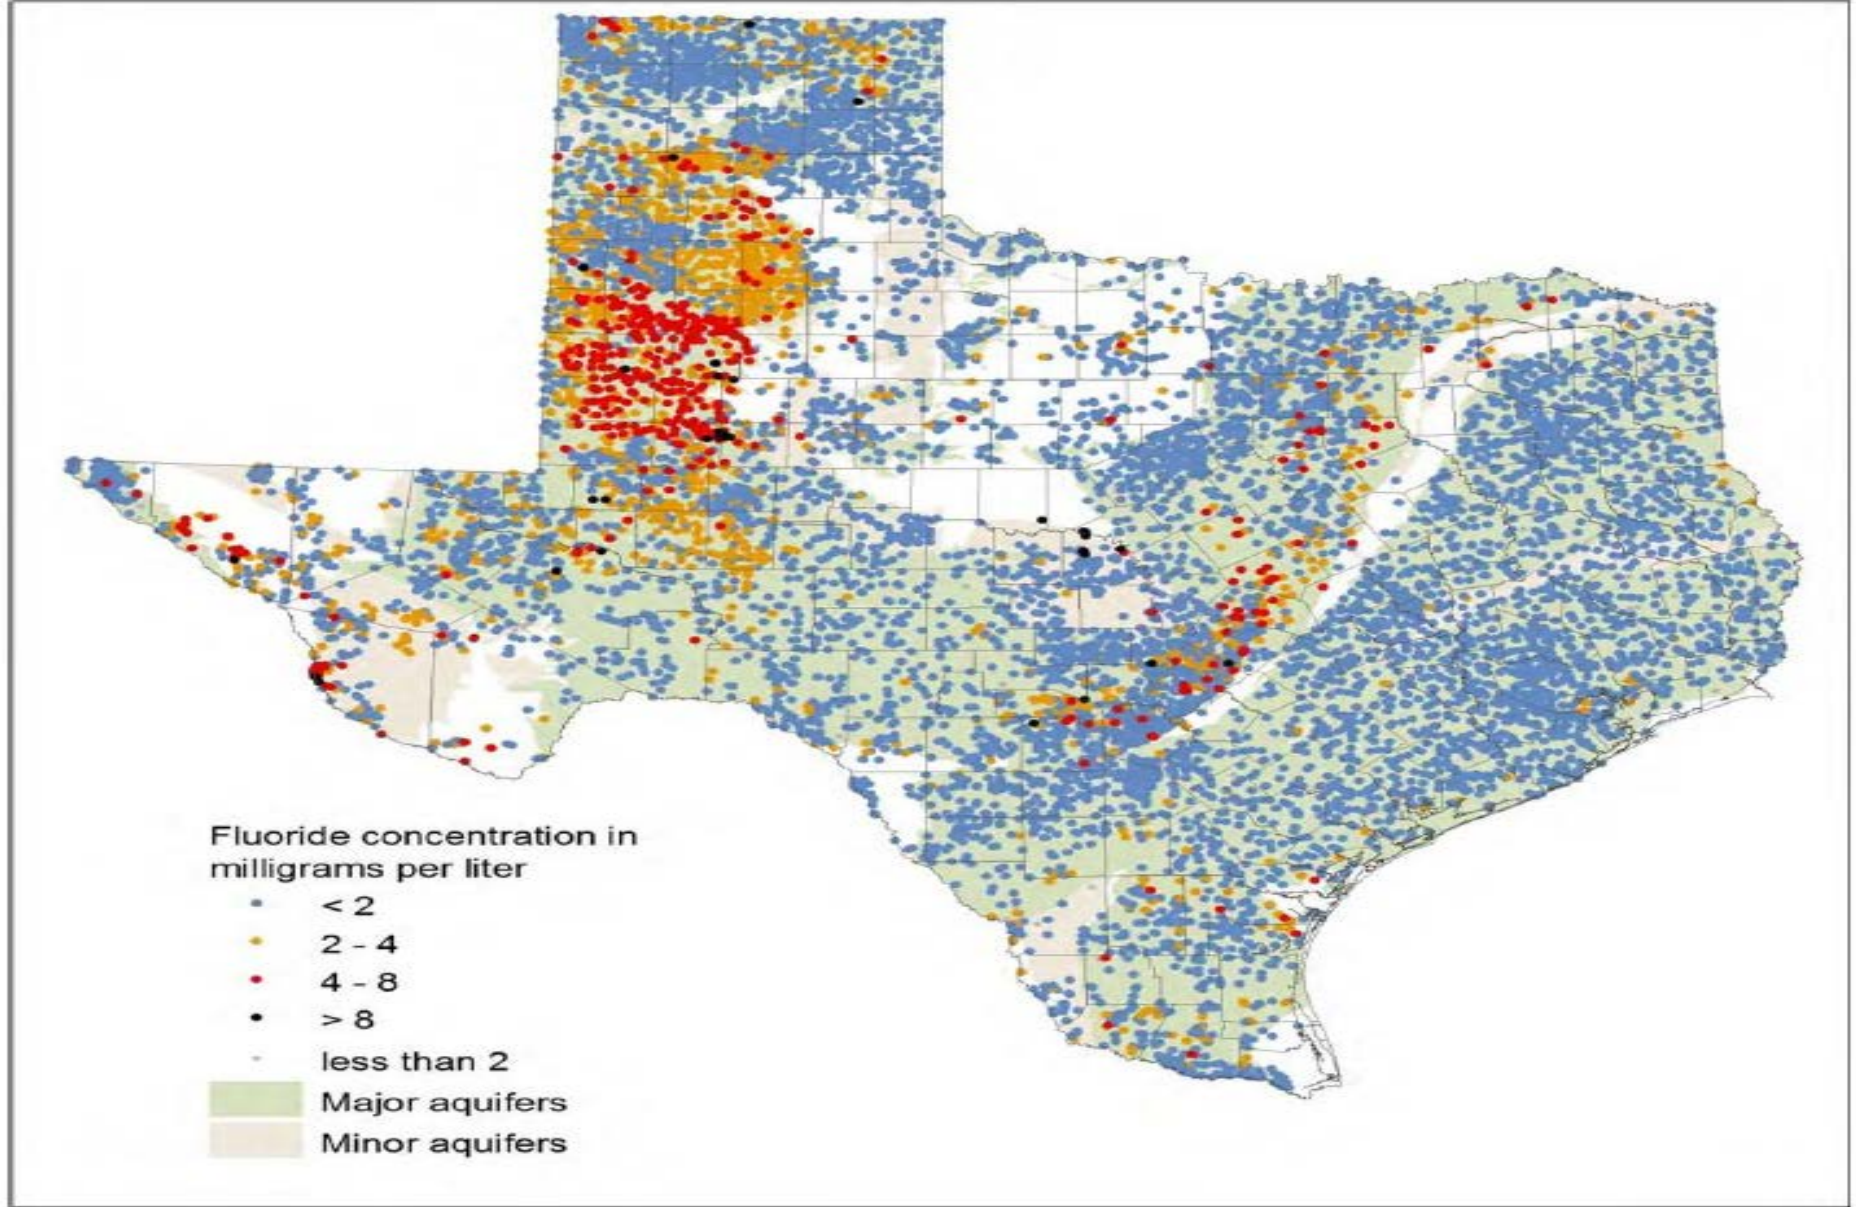 Fluoride concentration in
milligrams per liter
< 2
2 - 4
4 - 8
> 8
less than 2
Major aquifers
Minor aquifers